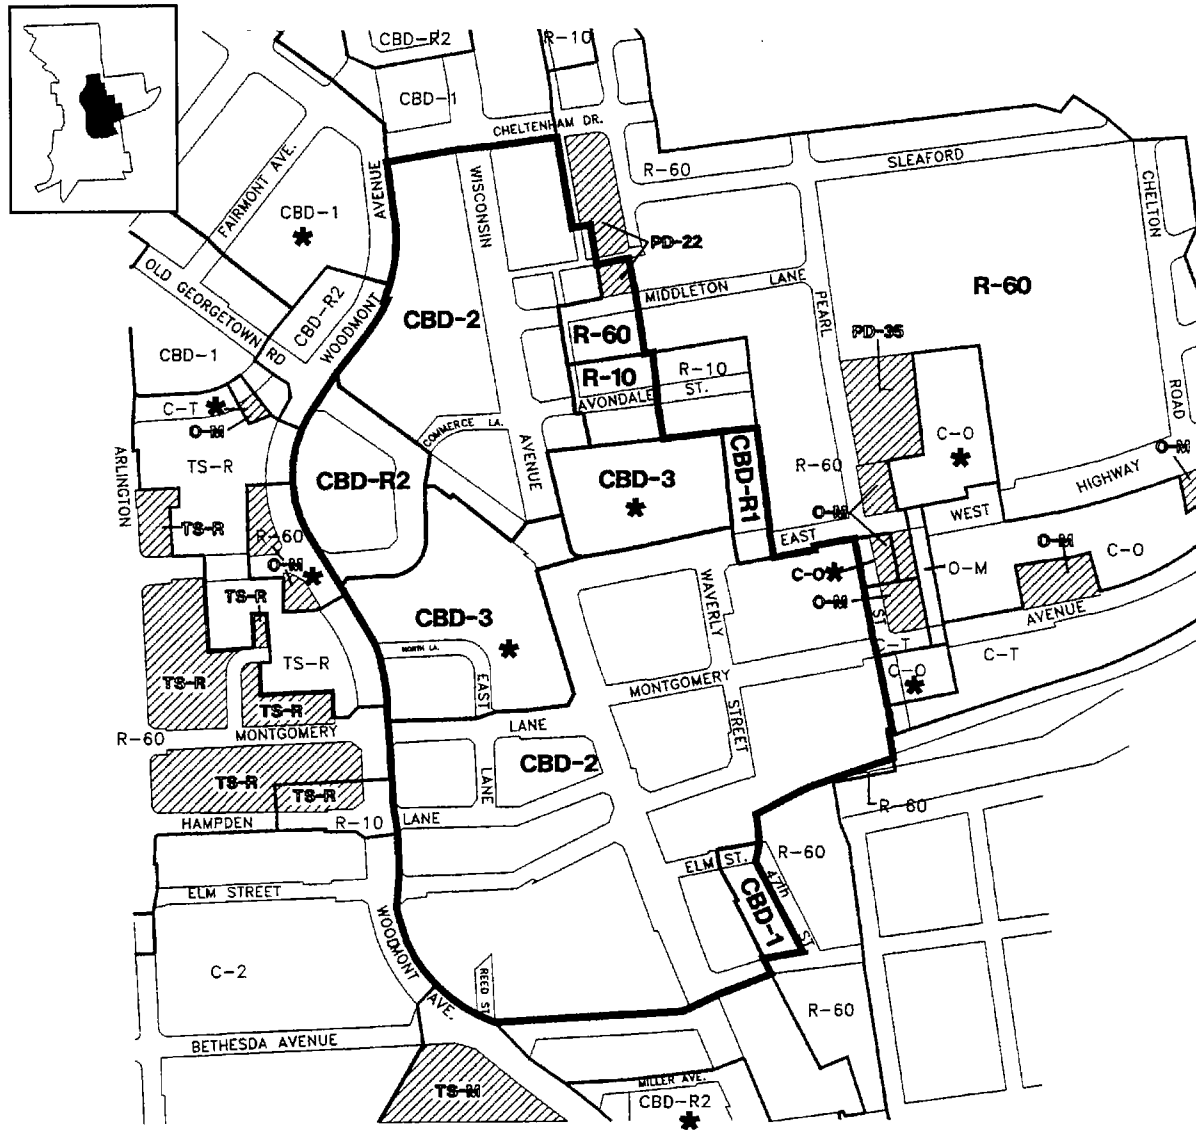 CBD-R2
R-10
CBD-1
CHELTENHAM DR.
FAIRMONT AVE.
AVENUE
WISCONSIN
R-60
SLEAFORD
CHELTON
CBD-1
*
PD-22
OLD GEORGETOWN RD
CBD-R2
WOODMONT
CBD-2
MIDDLETON LANE
PEARL
R-60
R-60
PD-35
CBD-1
R-10
R-10
AVONDALE ST.
ROAD
C-T *
O-M
COMMERCE LA.
AVENUE
C-O
*
O-M
ARLINGTON
TS-R
CBD-R2
CBD-3
*
CBD-R1
R-60
HIGHWAY
TS-R
R-60
O-M
EAST
WEST
O-M
*
C-O *
O-M
O-M
C-O
TS-R
CBD-3
*
WAVERLY
O-M
ST
AVENUE
NORTH LA.
TS-R
C-T
C-T
TS-R
EAST
MONTGOMERY
C-O
*
TS-R
STREET
R-60
MONTGOMERY
LANE
CBD-2
TS-R
TS-R
LANE
R-60
HAMPDEN
R-10
LANE
ELM ST.
R-60
47th
ST
CBD-1
ELM STREET
WOODMONT
AVE.
C-2
REED ST.
R-60
BETHESDA AVENUE
TS-M
MILLER AVE.
CBD-R2
*